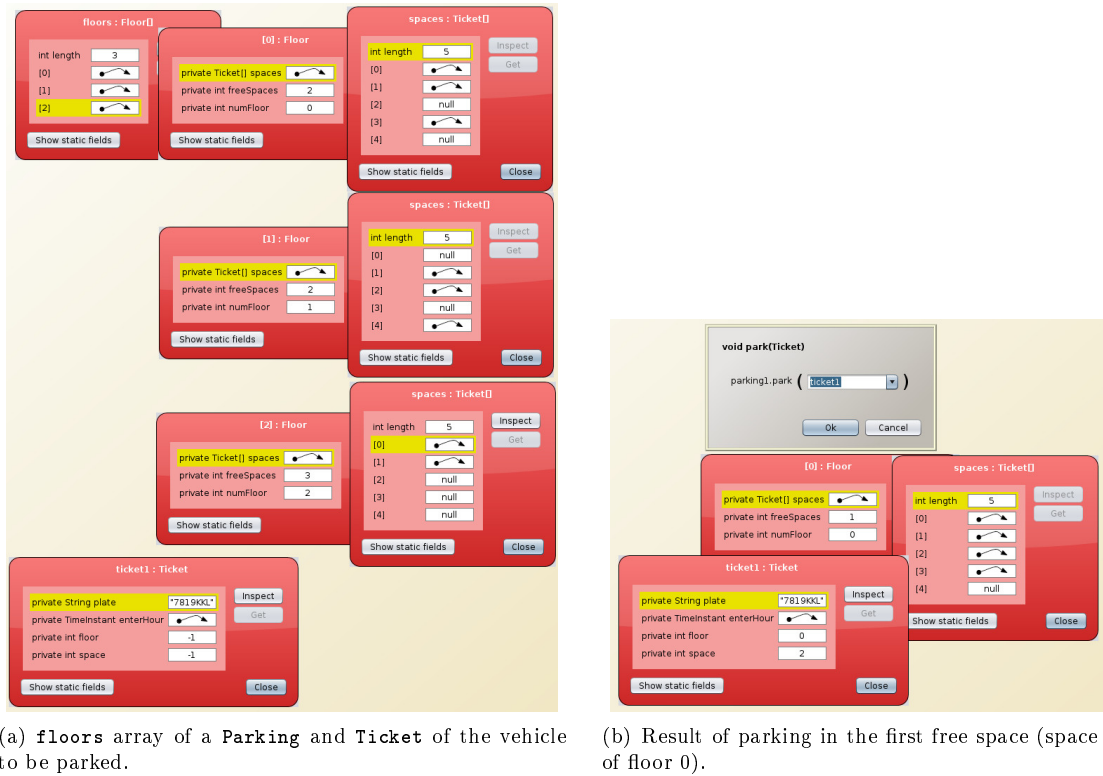 floors : Floor[]
int length 3
[0]
[1]
[2]
Show static fields
[0] : Floor
private Ticket[] spaces
private int freeSpaces 2
private int numFloor 0
Show static fields
spaces : Ticket[]
int length 5
[0]
[1]
[2] null
[3]
[4] null
Inspect
Get
Show static fields
Close
[1] : Floor
private Ticket[] spaces
private int freeSpaces 2
private int numFloor 1
Show static fields
spaces : Ticket[]
int length 5
[0] null
[1]
[2]
[3] null
[4]
Inspect
Get
Show static fields
Close
[2] : Floor
private Ticket[] spaces
private int freeSpaces 3
private int numFloor 2
Show static fields
spaces : Ticket[]
int length 5
[0]
[1]
[2] null
[3] null
[4] null
Inspect
Get
Show static fields
Close
ticket1 : Ticket
private String plate "7819KKL"
private TimeInstant enterHour
private int floor -1
private int space -1
Inspect
Get
Show static fields
Close
(a) floors array of a Parking and Ticket of the vehicle
to be parked.
void park(Ticket)
parking1.park ( ticket1 )
Ok
Cancel
[0] : Floor
private Ticket[] spaces
private int freeSpaces 1
private int numFloor 0
spaces : Ticket[]
int length 5
[0]
[1]
[2]
[3]
[4] null
Inspect
Get
Show static fields
Close
ticket1 : Ticket
private String plate "7819KKL"
private TimeInstant enterHour
private int floor 0
private int space 2
Inspect
Get
Show static fields
Close
(b) Result of parking in the first free space (space
of floor 0).